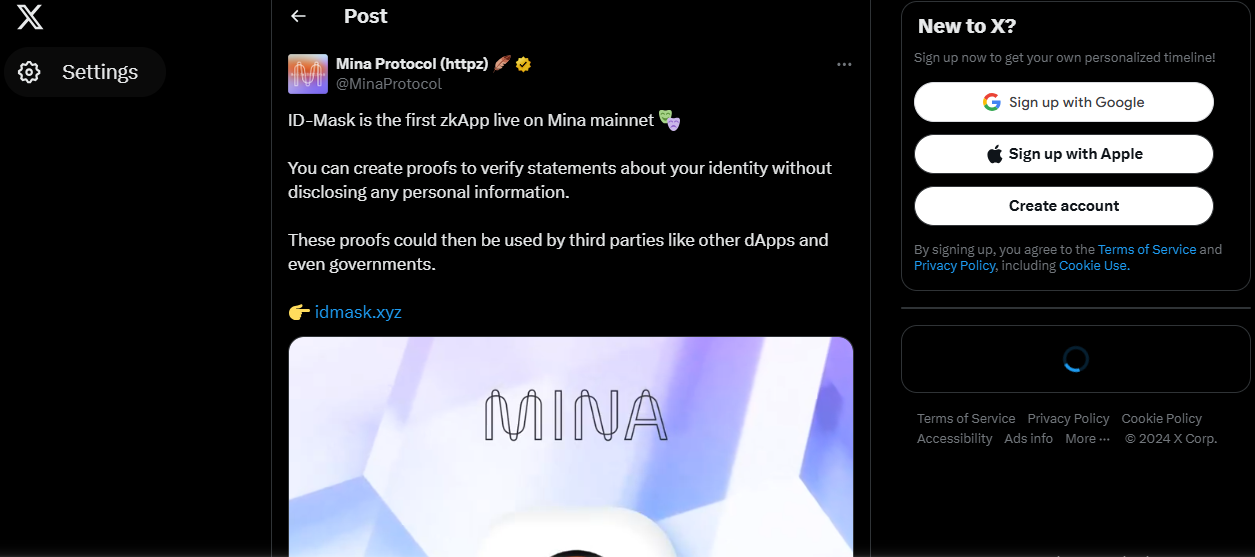 Settings
Post
Mina Protocol (httpz)
@MinaProtocol
ID-Mask is the first zkApp live on Mina mainnet
You can create proofs to verify statements about your identity without
disclosing any personal information.
These proofs could then be used by third parties like other dApps and
even governments.
idmask.xyz
MINA
New to X?
Sign up now to get your own personalized timeline!
Sign up with Google
Sign up with Apple
Create account
By signing up, you agree to the Terms of Service and
Privacy Policy, including Cookie Use.
Terms of Service Privacy Policy Cookie Policy
Accessibility Ads info More ··· © 2024 X Corp.